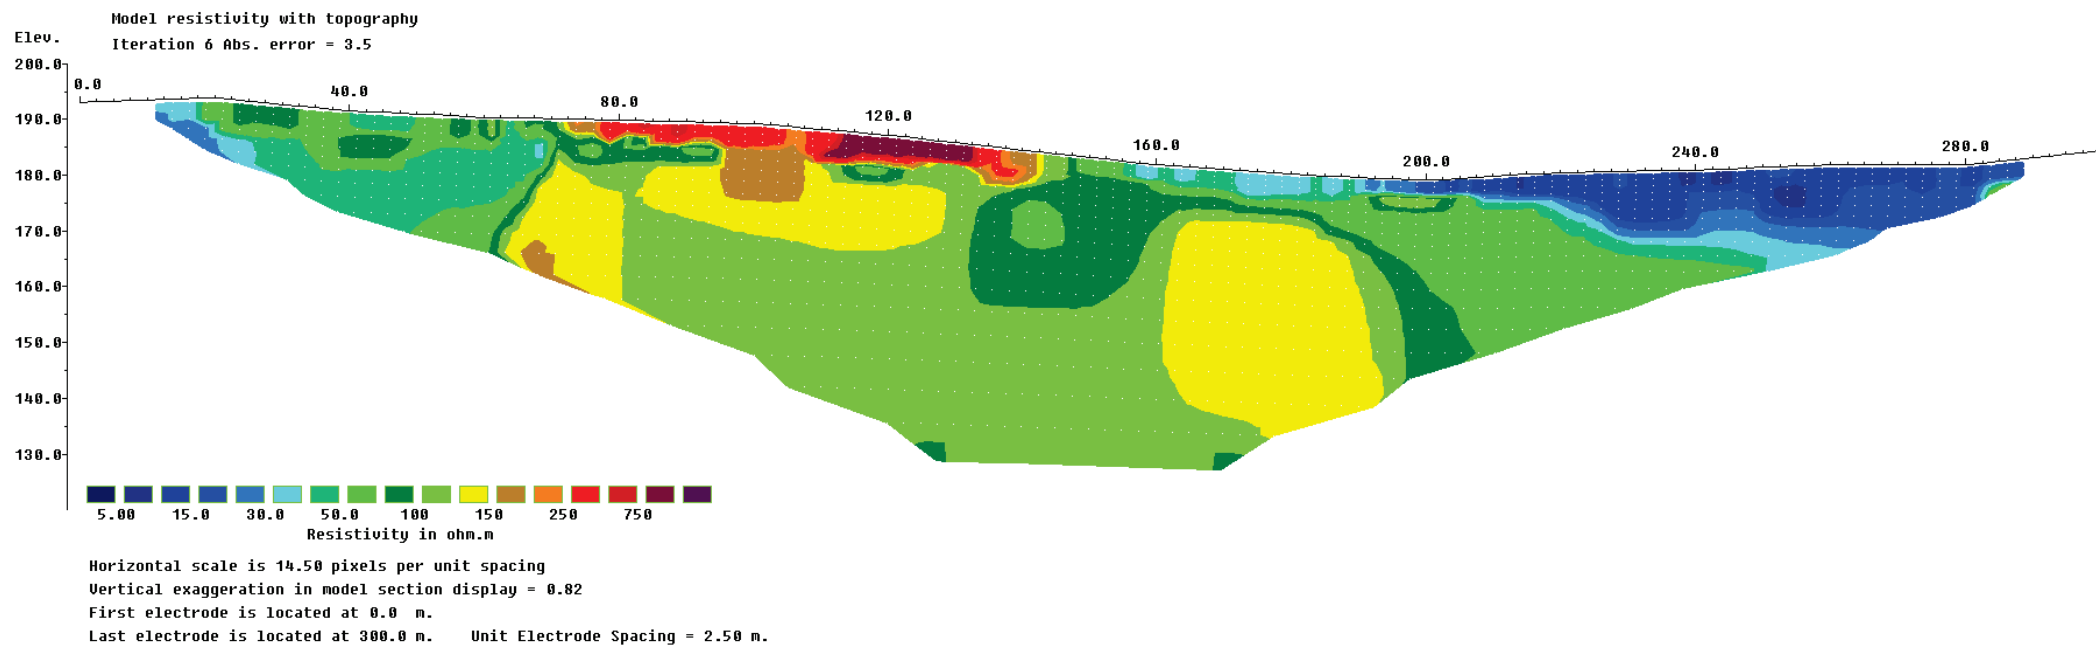 Model resistivity with topography
Elev.
Iteration 6 Abs. error = 3.5
200.0
0.0
40.0
80.0
120.0
160.0
200.0
240.0
280.0
190.0
180.0
170.0
160.0
150.0
140.0
130.0
5.00 15.0 30.0 50.0 100 150 250 750
Resistivity in ohm.m
Horizontal scale is 14.50 pixels per unit spacing
Vertical exaggeration in model section display = 0.82
First electrode is located at 0.0 m.
Last electrode is located at 300.0 m. Unit Electrode Spacing = 2.50 m.